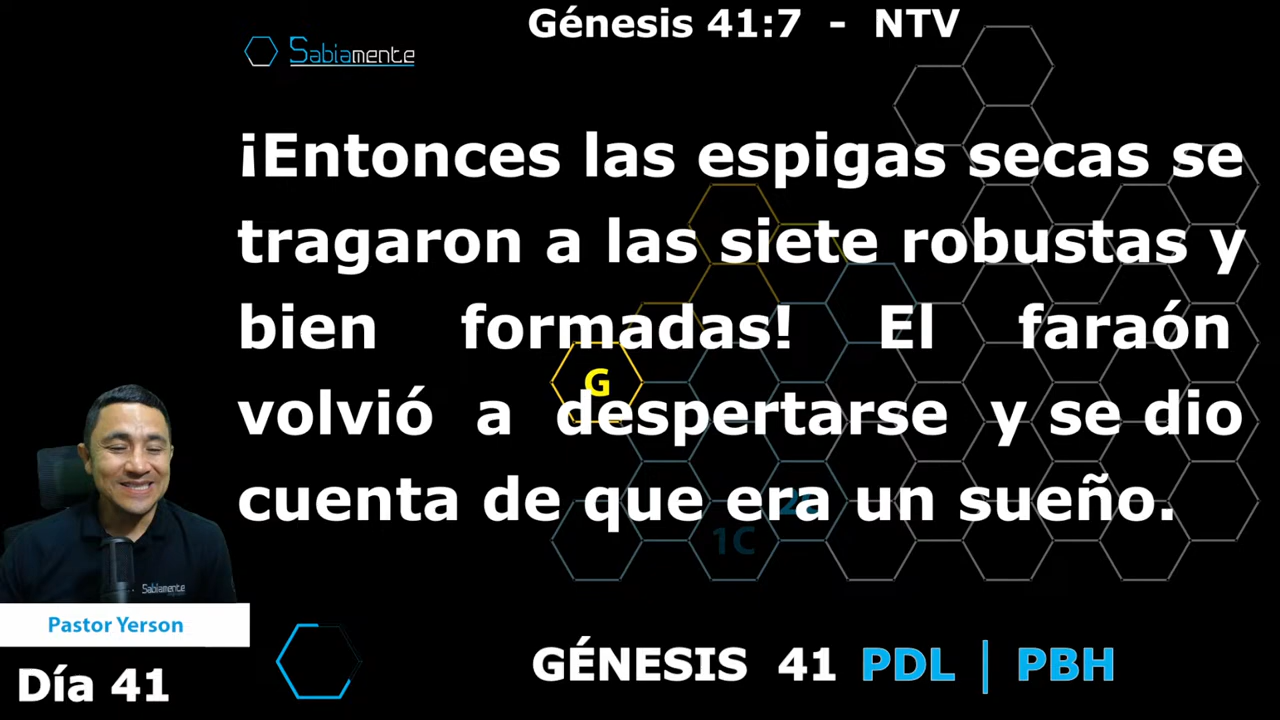 Génesis 41:7 - NTV
Sabiamente
¡Entonces las espigas secas se
tragaron a las siete robustas y
bien formadas! El faraón
G
volvió a despertarse y se dio
cuenta de que era un sueño.
1C
Sabiamente
Pastor Yerson
Día 41
GÉNESIS 41 PDL | PBH